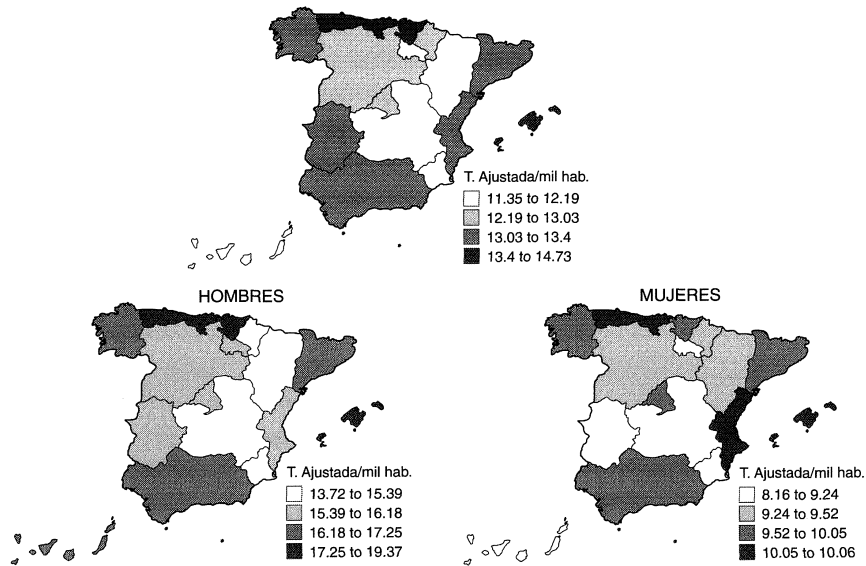 T. Ajustada/mil hab.
11.35 to 12.19
12.19 to 13.03
13.03 to 13.4
13.4 to 14.73
HOMBRES
T. Ajustada/mil hab.
13.72 to 15.39
15.39 to 16.18
16.18 to 17.25
17.25 to 19.37
MUJERES
T. Ajustada/mil hab.
8.16 to 9.24
9.24 to 9.52
9.52 to 10.05
10.05 to 10.06